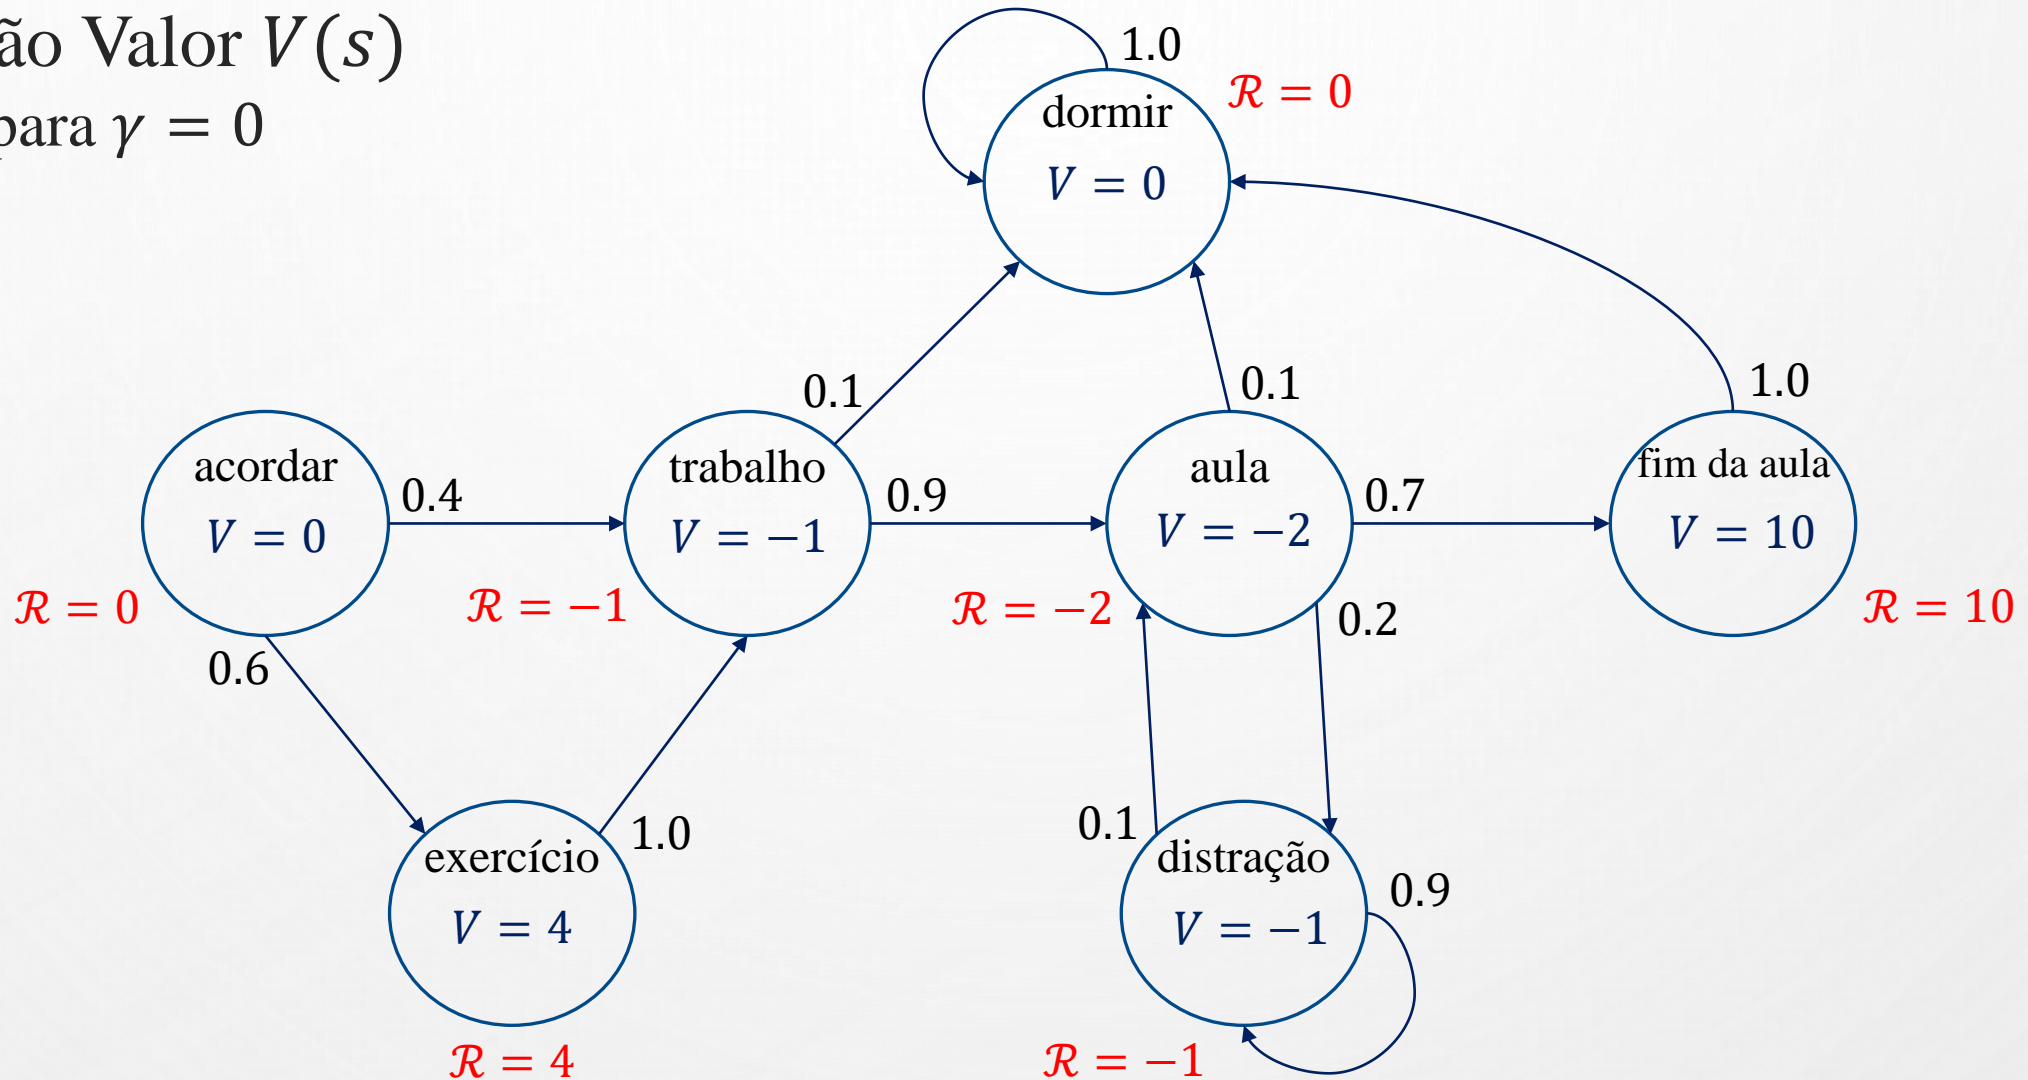 ão Valor V(s)
para γ = 0
1.0
ℛ = 0
dormir
V = 0
0.1
0.1
1.0
acordar
V = 0
0.4
ℛ = 0
0.6
trabalho
V = −1
0.9
ℛ = −1
aula
V = −2
0.7
ℛ = −2
0.2
fim da aula
V = 10
ℛ = 10
exercício
V = 4
1.0
ℛ = 4
0.1
distração
V = −1
0.9
ℛ = −1